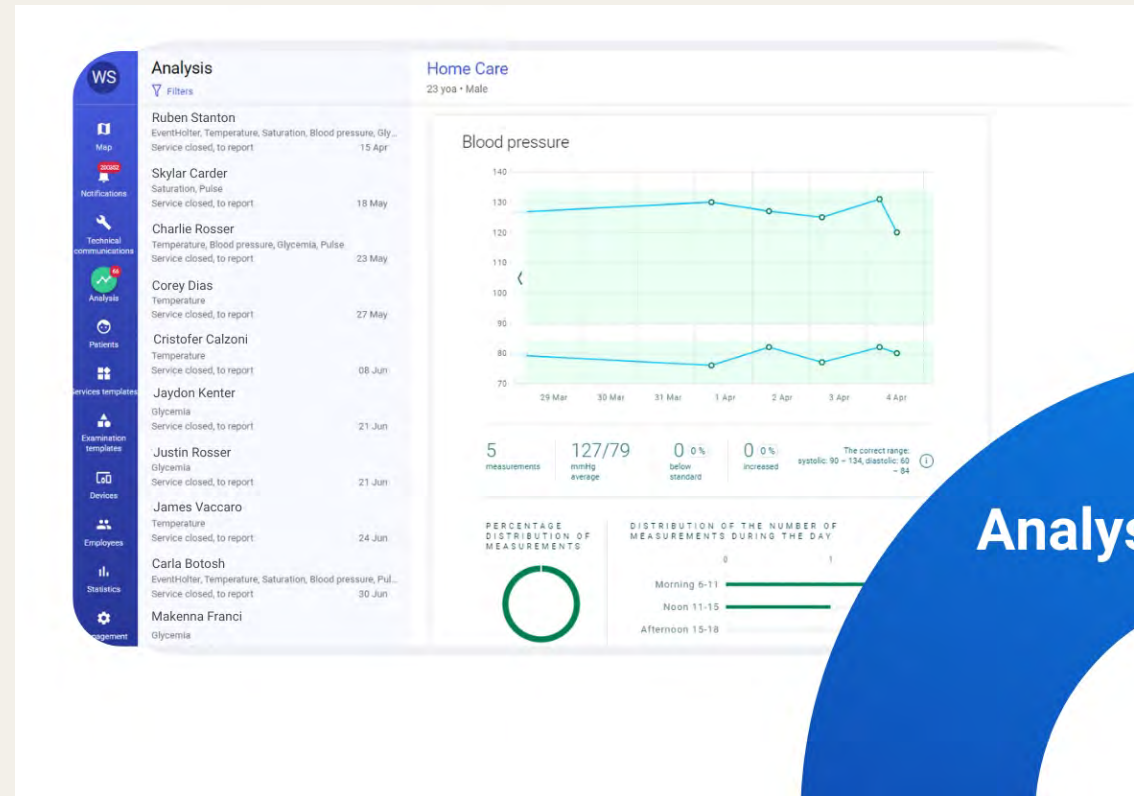 WS
Map
200202
Notifications
Technical
communications
66
Analysis
Patients
Services templates
Examination
templates
Devices
Employees
Statistics
agement
Analysis
Filters
Ruben Stanton
EventHolter, Temperature, Saturation, Blood pressure, Gly...
Service closed, to report 15 Apr
Skylar Carder
Saturation, Pulse
Service closed, to report 18 May
Charlie Rosser
Temperature, Blood pressure, Glycemia, Pulse
Service closed, to report 23 May
Corey Dias
Temperature
Service closed, to report 27 May
Cristofer Calzoni
Temperature
Service closed, to report 08 Jun
Jaydon Kenter
Glycemia
Service closed, to report 21 Jun
Justin Rosser
Glycemia
Service closed, to report 21 Jun
James Vaccaro
Temperature
Service closed, to report 24 Jun
Carla Botosh
EventHolter, Temperature, Saturation, Blood pressure, Pul...
Service closed, to report 30 Jun
Makenna Franci
Glycemia
Home Care
23 yoa • Male
Blood pressure
140
130
120
110
100
90
80
70
29 Mar 30 Mar 31 Mar 1 Apr 2 Apr 3 Apr 4 Apr
5
measurements
127/79
mmHg
average
0 0%
below
standard
0 0%
increased
The correct range:
systolic: 90 – 134, diastolic: 60
– 84
PERCENTAGE
DISTRIBUTION OF
MEASUREMENTS
DISTRIBUTION OF THE NUMBER OF
MEASUREMENTS DURING THE DAY
0 1
Morning 6-11
Noon 11-15
Afternoon 15-18
Analys